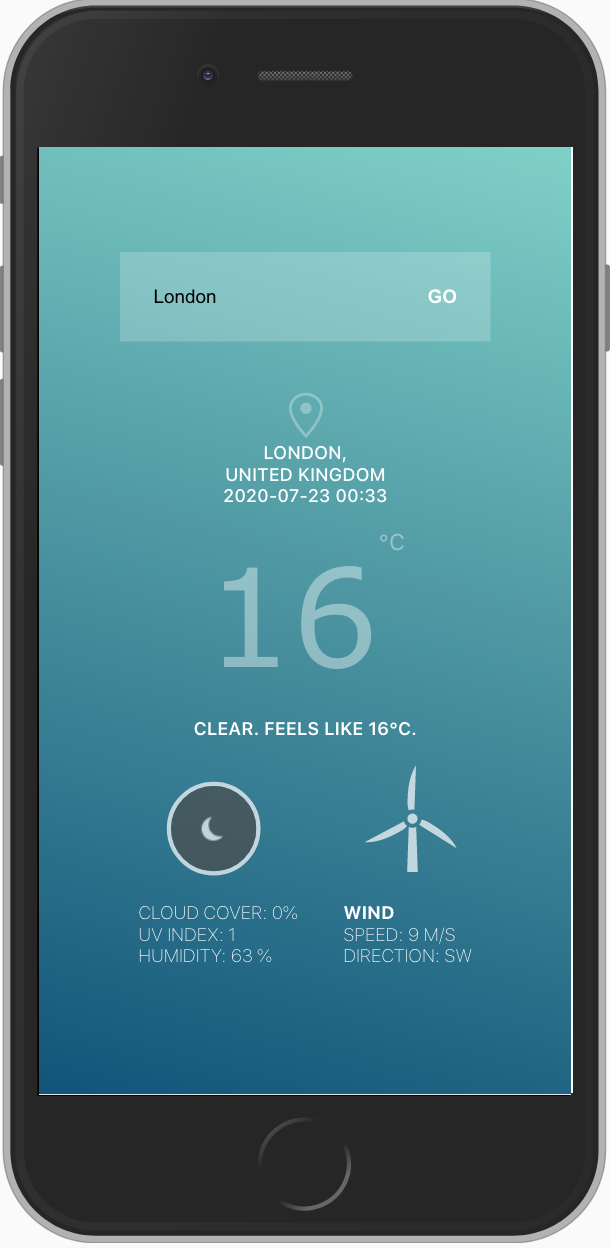 London GO
LONDON,
UNITED KINGDOM
2020-07-23 00:33
°C
16
CLEAR. FEELS LIKE 16°C.
CLOUD COVER: 0%
UV INDEX: 1
HUMIDITY: 63 %
WIND
SPEED: 9 M/S
DIRECTION: SW